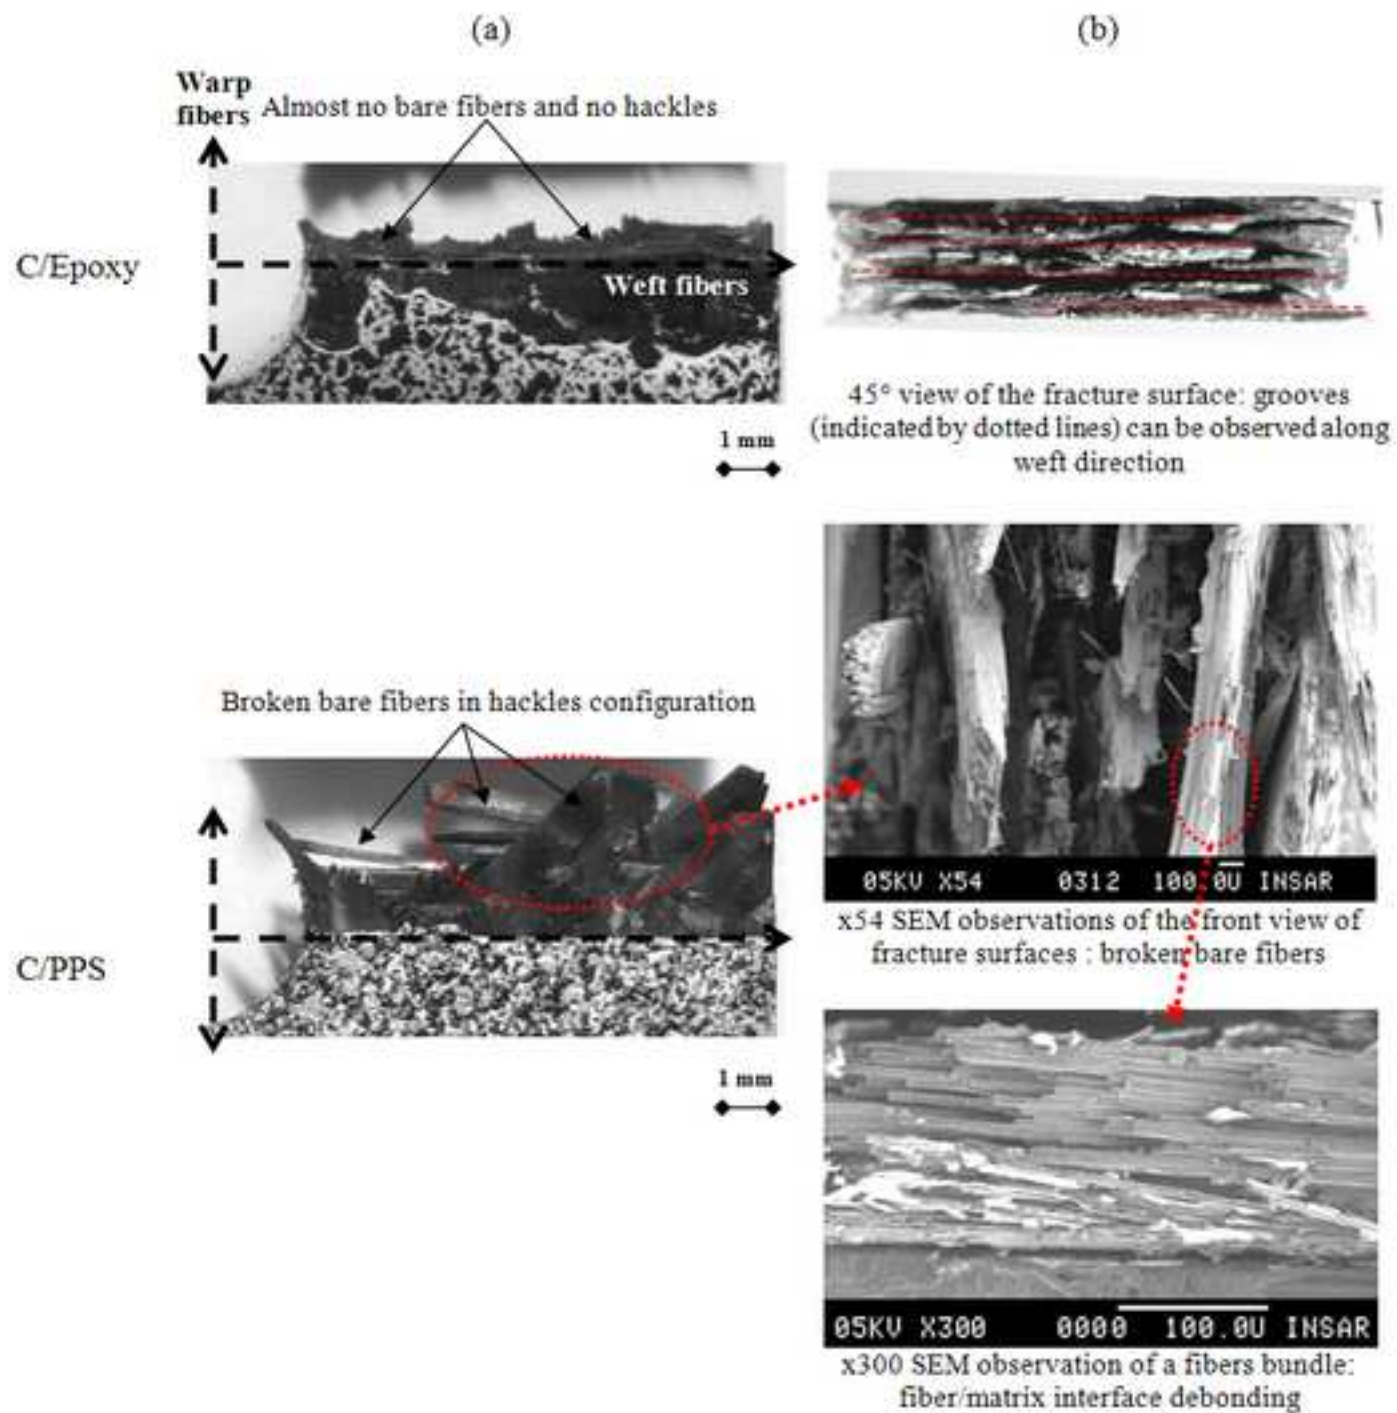 (a)
(b)
Warp
fibers
Almost no bare fibers and no hackles
C/Epoxy
Weft fibers
1 mm
45° view of the fracture surface: grooves
(indicated by dotted lines) can be observed along
weft direction
Broken bare fibers in hackles configuration
C/PPS
1 mm
05KV X54 0312 100.0U INSAR
x54 SEM observations of the front view of
fracture surfaces : broken bare fibers
05KV X300 0000 100.0U INSAR
x300 SEM observation of a fibers bundle:
fiber/matrix interface debonding